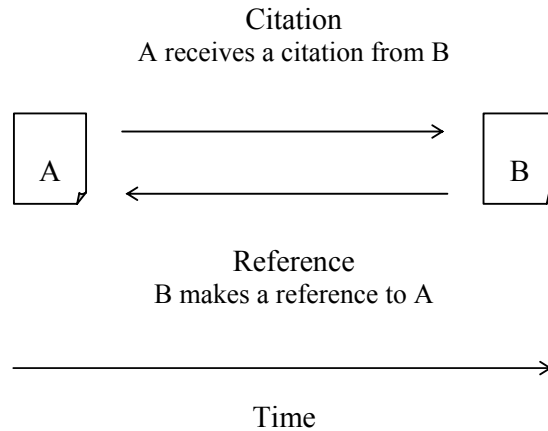 Citation
A receives a citation from B
A
B
Reference
B makes a reference to A
Time